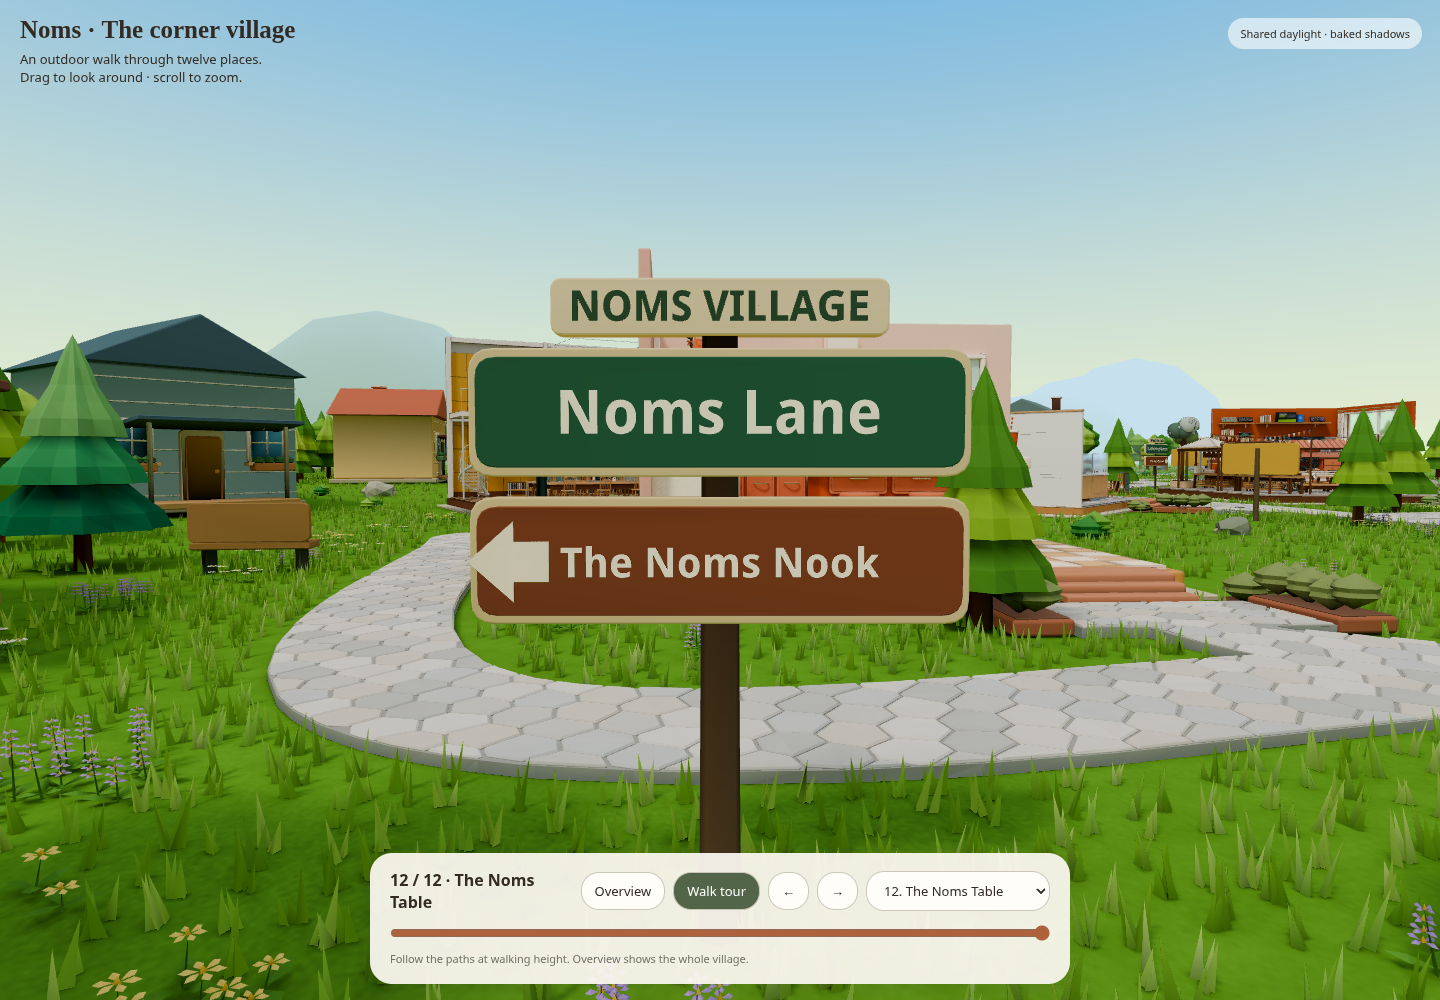 Noms · The corner village
An outdoor walk through twelve places.
Drag to look around · scroll to zoom.
Shared daylight · baked shadows
NOMS VILLAGE
Noms Lane
The Noms Nook
12 / 12 · The Noms
Table
Overview
Walk tour
←
→
12. The Noms Table
Follow the paths at walking height. Overview shows the whole village.